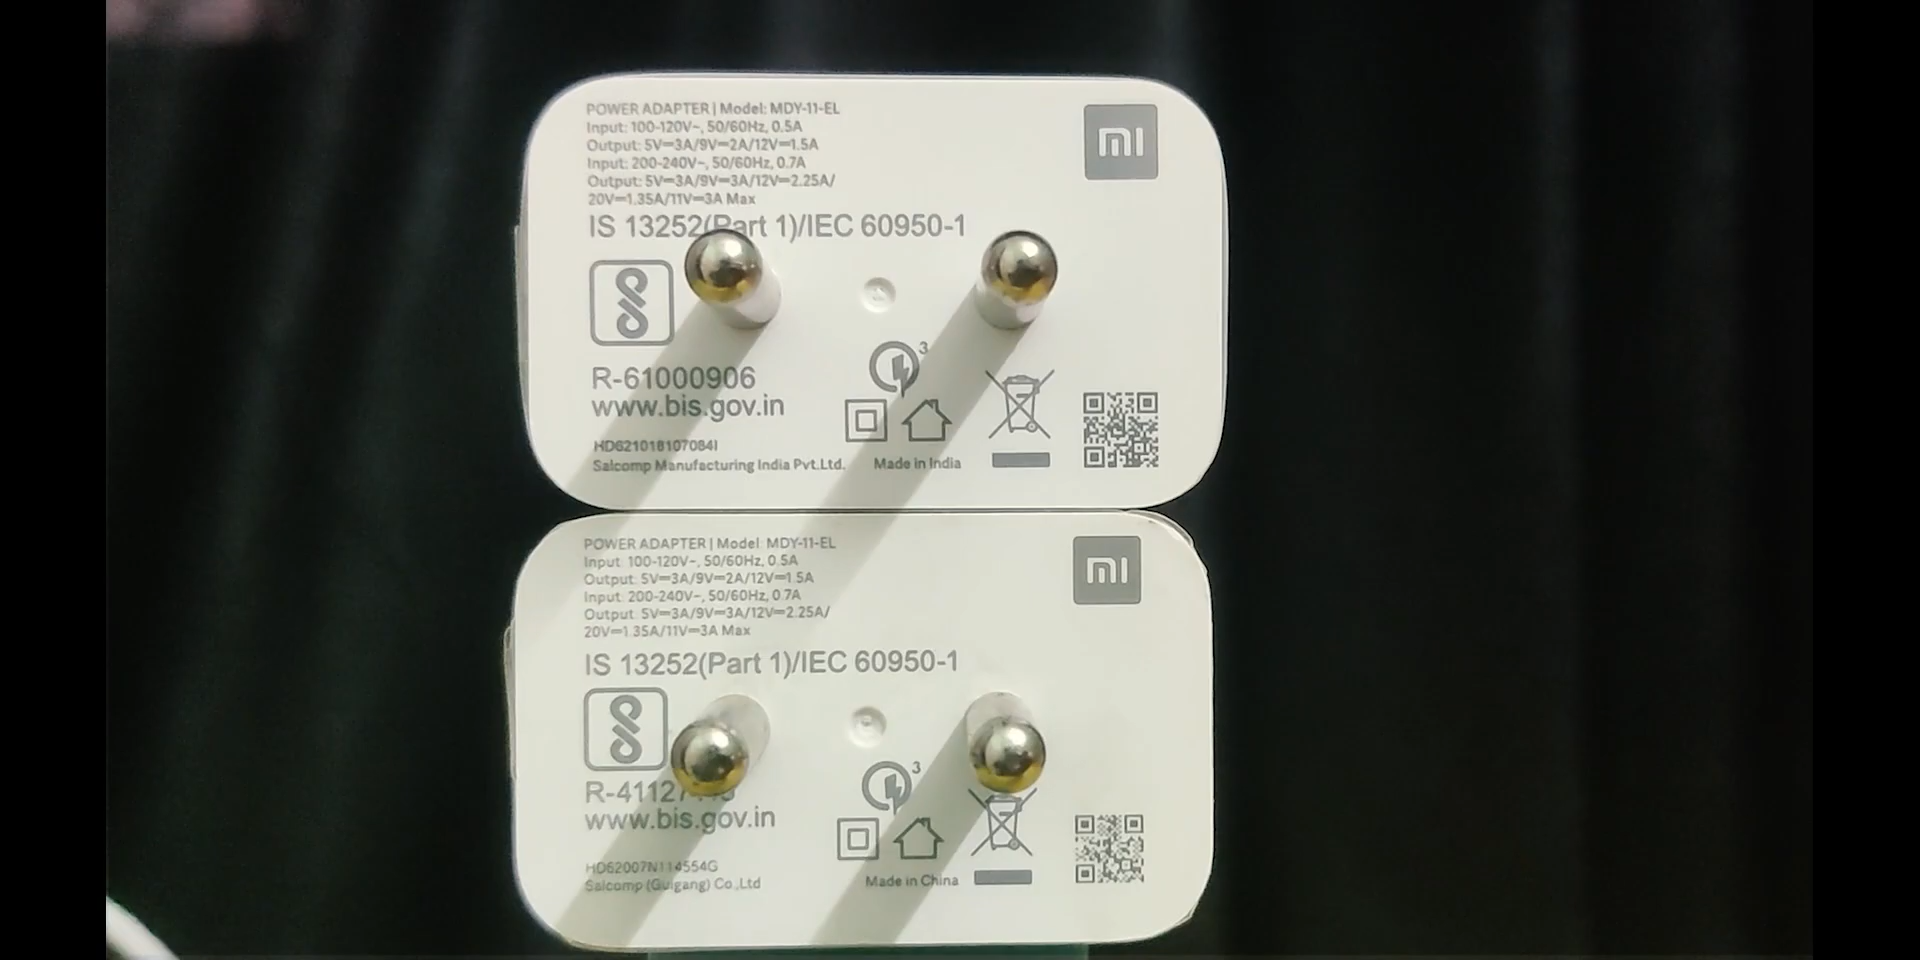 POWER ADAPTER | Model: MDY-11-EL
Input: 100-120V~, 50/60Hz, 0.5A
Output: 5V⎓3A/9V⎓2A/12V⎓1.5A
Input: 200-240V~, 50/60Hz, 0.7A
Output: 5V⎓3A/9V⎓3A/12V⎓2.25A/
20V⎓1.35A/11V⎓3A Max
mi
IS 13252(Part 1)/IEC 60950-1
3
R-61000906
www.bis.gov.in
HD621018107084I
Salcomp Manufacturing India Pvt.Ltd.
Made in India
POWER ADAPTER | Model: MDY-11-EL
Input: 100-120V~, 50/60Hz, 0.5A
Output: 5V⎓3A/9V⎓2A/12V⎓1.5A
Input: 200-240V~, 50/60Hz, 0.7A
Output: 5V⎓3A/9V⎓3A/12V⎓2.25A/
20V⎓1.35A/11V⎓3A Max
mi
IS 13252(Part 1)/IEC 60950-1
3
www.bis.gov.in
HD62007N114554G
Salcomp (Guigang) Co.,Ltd
Made in China